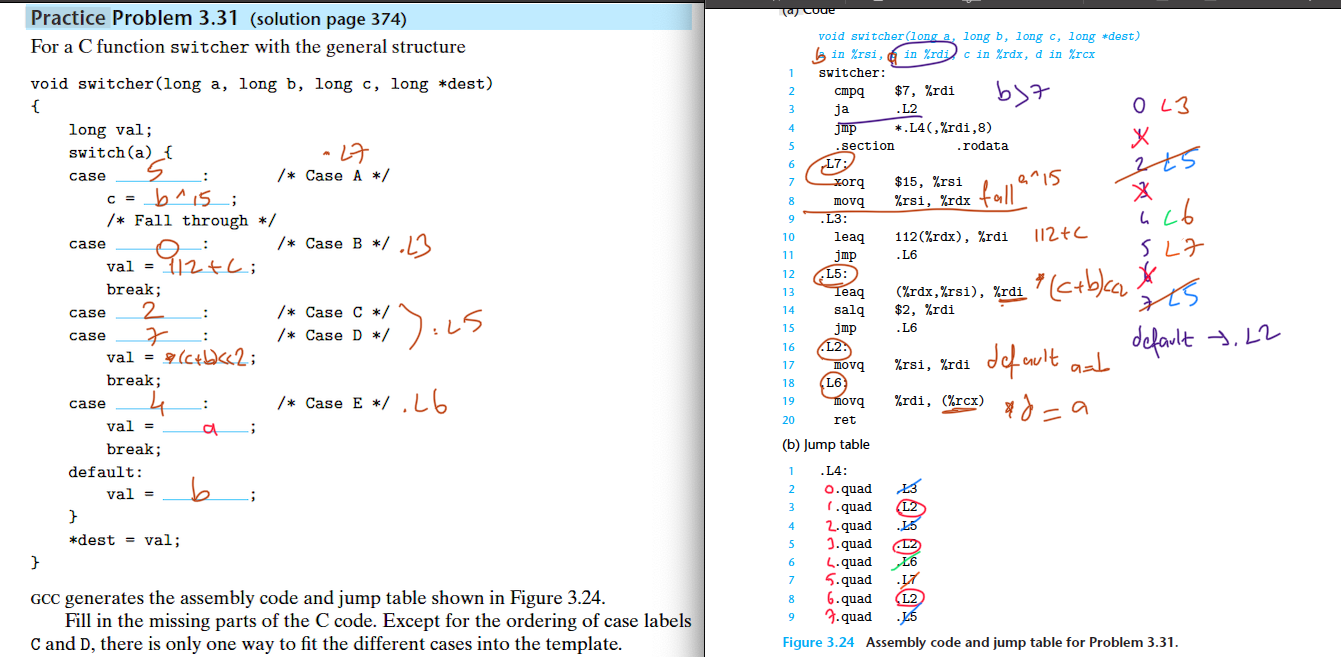 Practice Problem 3.31 (solution page 374)
For a C function switcher with the general structure
void switcher(long a, long b, long c, long *dest)
{
long val;
switch(a) {
.L7
case 5 : /* Case A */
c = b^15 ;
/* Fall through */
case 0 : /* Case B */ .L3
val = 112+c ;
break;
case 2 : /* Case C */
case 7 : /* Case D */ } : L5
val = (c+b)<<2 ;
break;
case 4 : /* Case E */ .L6
val = a ;
break;
default:
val = b ;
}
*dest = val;
}
GCC generates the assembly code and jump table shown in Figure 3.24.
Fill in the missing parts of the C code. Except for the ordering of case labels
C and D, there is only one way to fit the different cases into the template.
(a) Code
void switcher(long a, long b, long c, long *dest)
b in %rsi, a in %rdi, c in %rdx, d in %rcx
1 switcher:
2 cmpq $7, %rdi b>7
3 ja .L2
4 jmp *.L4(,%rdi,8)
5 .section .rodata
6 .L7:
7 xorq $15, %rsi a^15
8 movq %rsi, %rdx fall
9 .L3:
10 leaq 112(%rdx), %rdi 112+c
11 jmp .L6
12 .L5:
13 leaq (%rdx,%rsi), %rdi *(c+b)<<2
14 salq $2, %rdi
15 jmp .L6
16 .L2:
17 movq %rsi, %rdi default a=b
18 .L6:
19 movq %rdi, (%rcx) *d = a
20 ret
0 L3
2 L5
4 L6
5 L7
7 L5
default → .L2
(b) Jump table
1 .L4:
2 0 .quad .L3
3 1 .quad .L2
4 2 .quad .L5
5 3 .quad .L2
6 4 .quad .L6
7 5 .quad .L7
8 6 .quad .L2
9 7 .quad .L5
Figure 3.24 Assembly code and jump table for Problem 3.31.